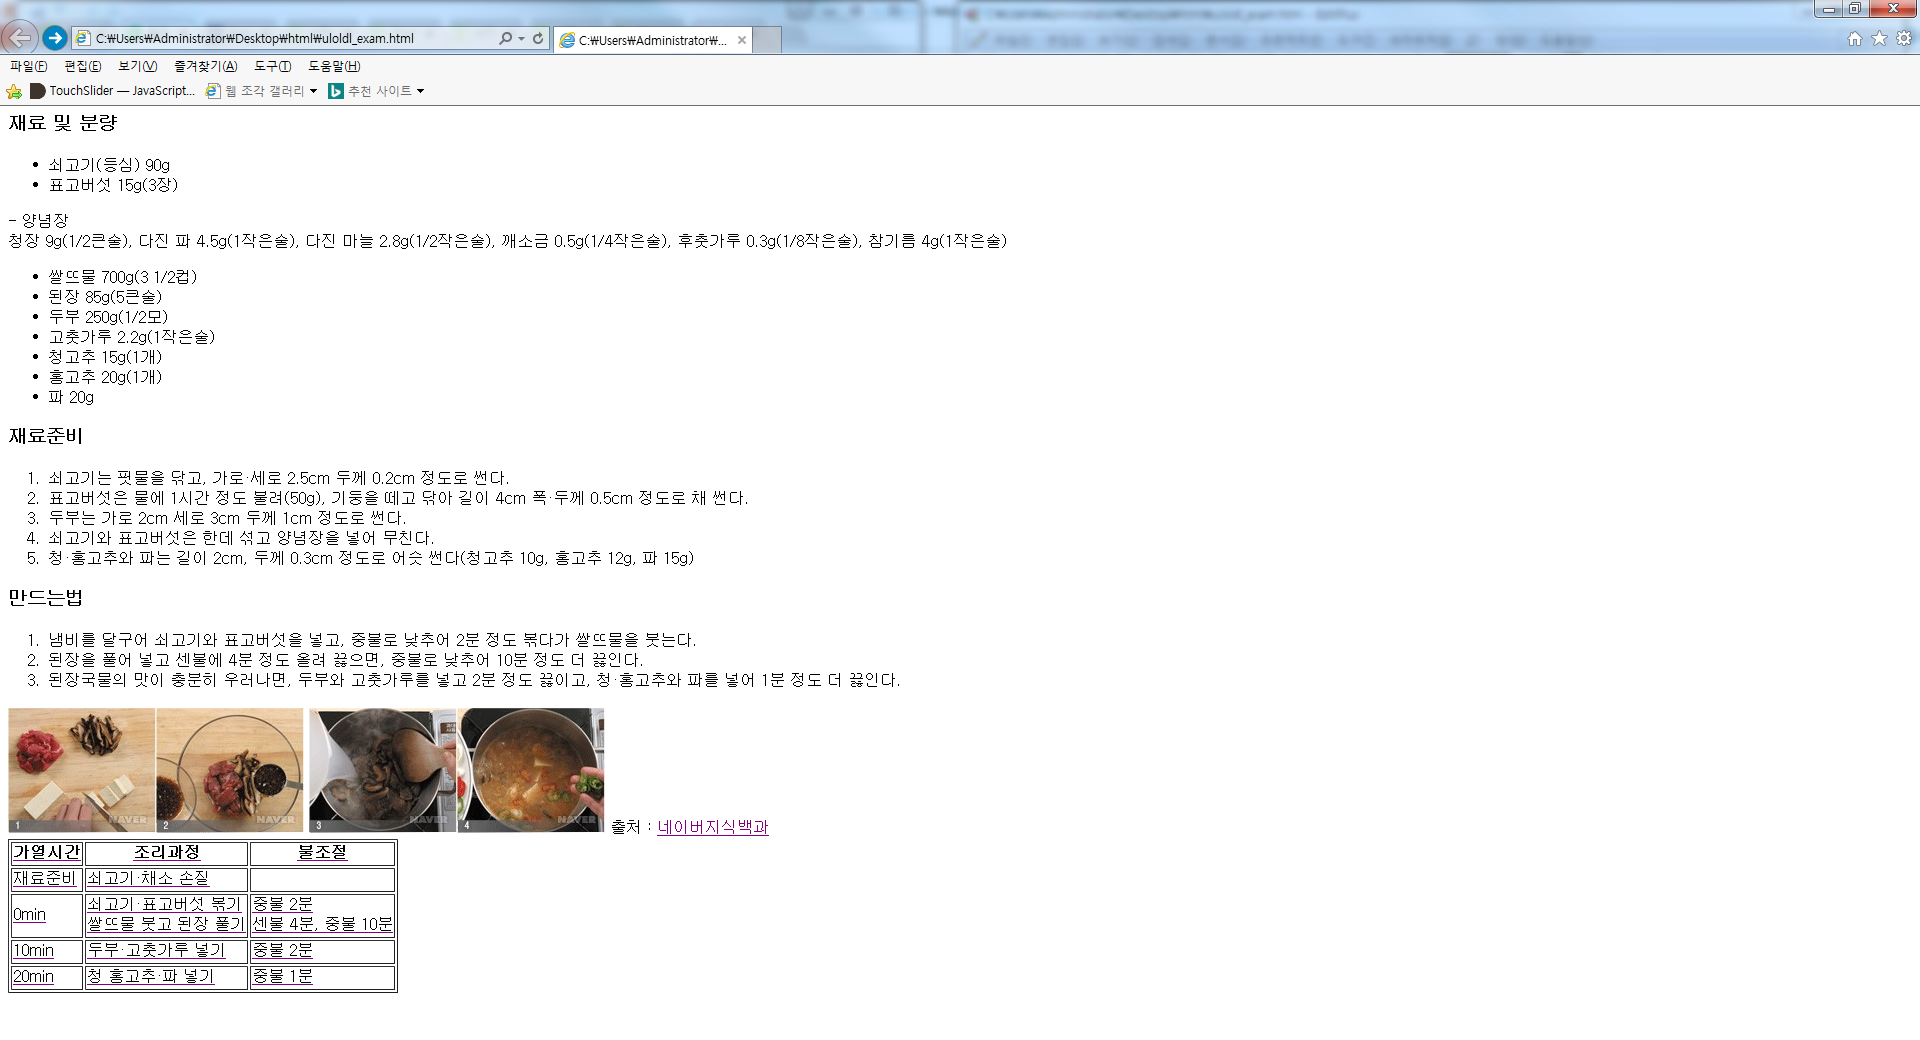 C:₩Users₩Administrator₩Desktop₩html₩uloldl_exam.html
C:₩Users₩Administrator₩...
파일(F) 편집(E) 보기(V) 즐겨찾기(A) 도구(T) 도움말(H)
TouchSlider — JavaScript... 웹 조각 갤러리 추천 사이트
재료 및 분량
• 쇠고기(등심) 90g
• 표고버섯 15g(3장)
- 양념장
청장 9g(1/2큰술), 다진 파 4.5g(1작은술), 다진 마늘 2.8g(1/2작은술), 깨소금 0.5g(1/4작은술), 후춧가루 0.3g(1/8작은술), 참기름 4g(1작은술)
• 쌀뜨물 700g(3 1/2컵)
• 된장 85g(5큰술)
• 두부 250g(1/2모)
• 고춧가루 2.2g(1작은술)
• 청고추 15g(1개)
• 홍고추 20g(1개)
• 파 20g
재료준비
1. 쇠고기는 핏물을 닦고, 가로·세로 2.5cm 두께 0.2cm 정도로 썬다.
2. 표고버섯은 물에 1시간 정도 불려(50g), 기둥을 떼고 닦아 길이 4cm 폭·두께 0.5cm 정도로 채 썬다.
3. 두부는 가로 2cm 세로 3cm 두께 1cm 정도로 썬다.
4. 쇠고기와 표고버섯은 한데 섞고 양념장을 넣어 무친다.
5. 청·홍고추와 파는 길이 2cm, 두께 0.3cm 정도로 어슷 썬다(청고추 10g, 홍고추 12g, 파 15g)
만드는법
1. 냄비를 달구어 쇠고기와 표고버섯을 넣고, 중불로 낮추어 2분 정도 볶다가 쌀뜨물을 붓는다.
2. 된장을 풀어 넣고 센불에 4분 정도 올려 끓으면, 중불로 낮추어 10분 정도 더 끓인다.
3. 된장국물의 맛이 충분히 우러나면, 두부와 고춧가루를 넣고 2분 정도 끓이고, 청·홍고추와 파를 넣어 1분 정도 더 끓인다.
1 NAVER 2 NAVER 3 NAVER 4 NAVER
출처 : 네이버지식백과
가열시간 조리과정 불조절
재료준비 쇠고기·채소 손질
0min 쇠고기·표고버섯 볶기 중불 2분
쌀뜨물 붓고 된장 풀기 센불 4분, 중불 10분
10min 두부·고춧가루 넣기 중불 2분
20min 청 홍고추·파 넣기 중불 1분